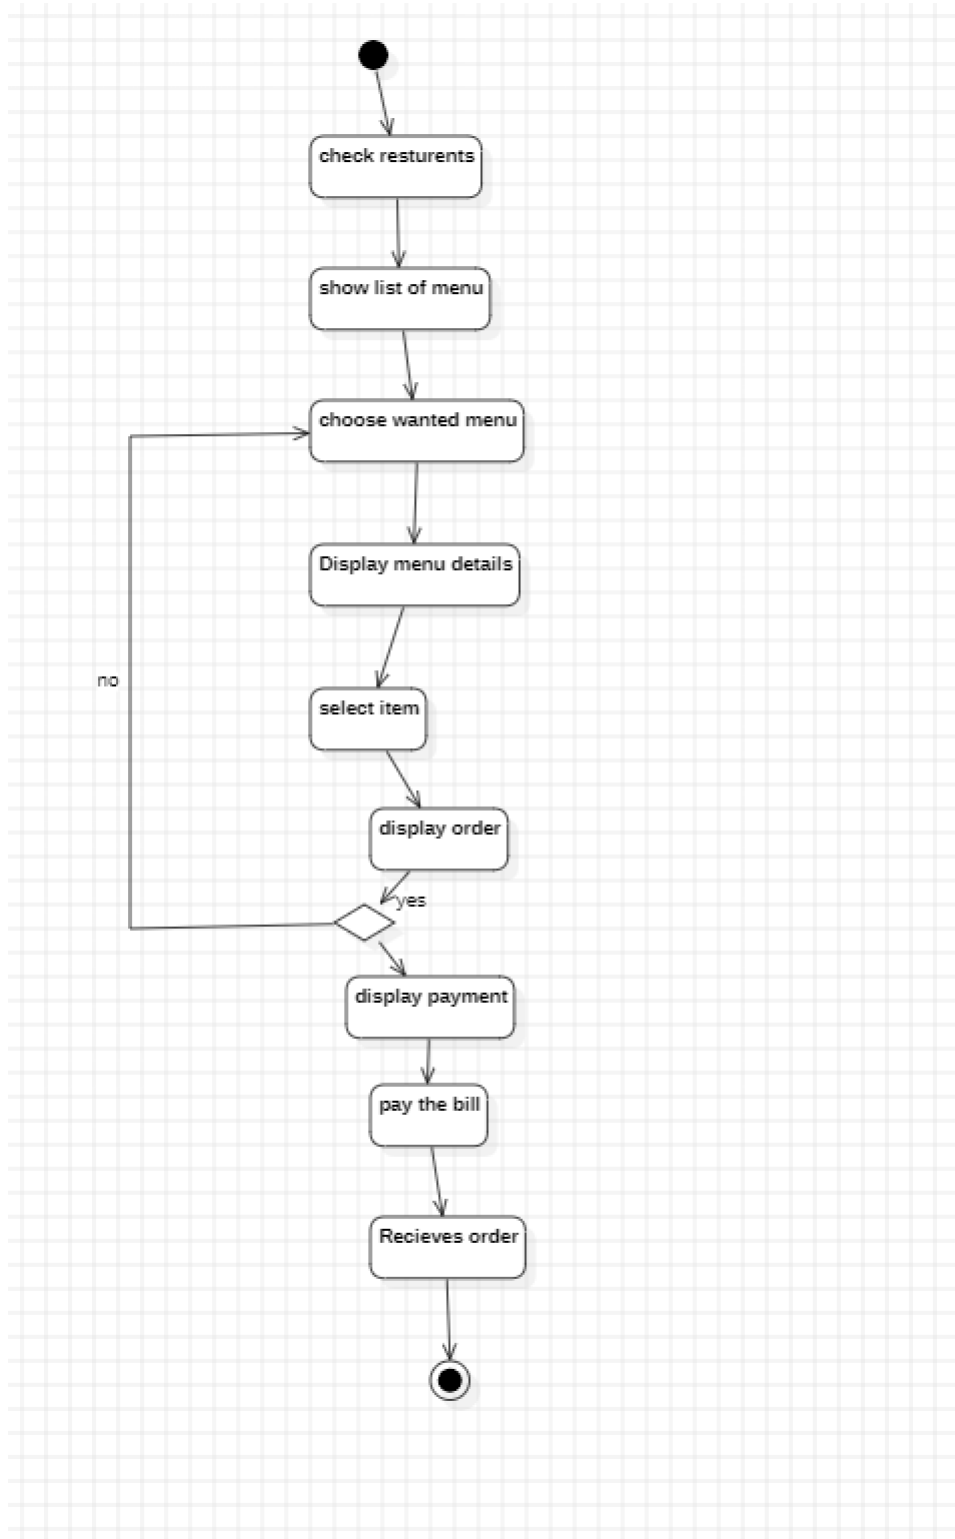 check resturents
show list of menu
choose wanted menu
Display menu details
no
select item
display order
yes
display payment
pay the bill
Recieves order